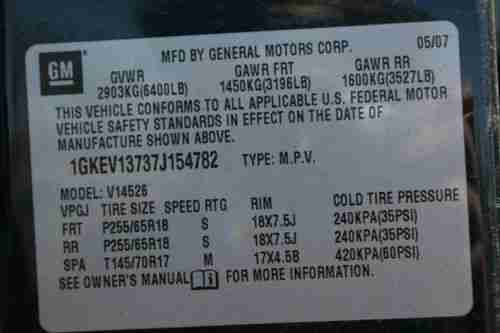 MFD BY GENERAL MOTORS CORP. 05/07
GM
GVWR GAWR FRT GAWR RR
2903KG(6400LB) 1450KG(3196LB) 1600KG(3527LB)
THIS VEHICLE CONFORMS TO ALL APPLICABLE U.S. FEDERAL MOTOR
VEHICLE SAFETY STANDARDS IN EFFECT ON THE DATE OF
MANUFACTURE SHOWN ABOVE.
1GKEV13737J154782 TYPE: M.P.V.
MODEL: V14526
VPGJ TIRE SIZE SPEED RTG RIM COLD TIRE PRESSURE
FRT P255/65R18 S 18X7.5J 240KPA(35PSI)
RR P255/65R18 S 18X7.5J 240KPA(35PSI)
SPA T145/70R17 M 17X4.5B 420KPA(60PSI)
SEE OWNER'S MANUAL FOR MORE INFORMATION.